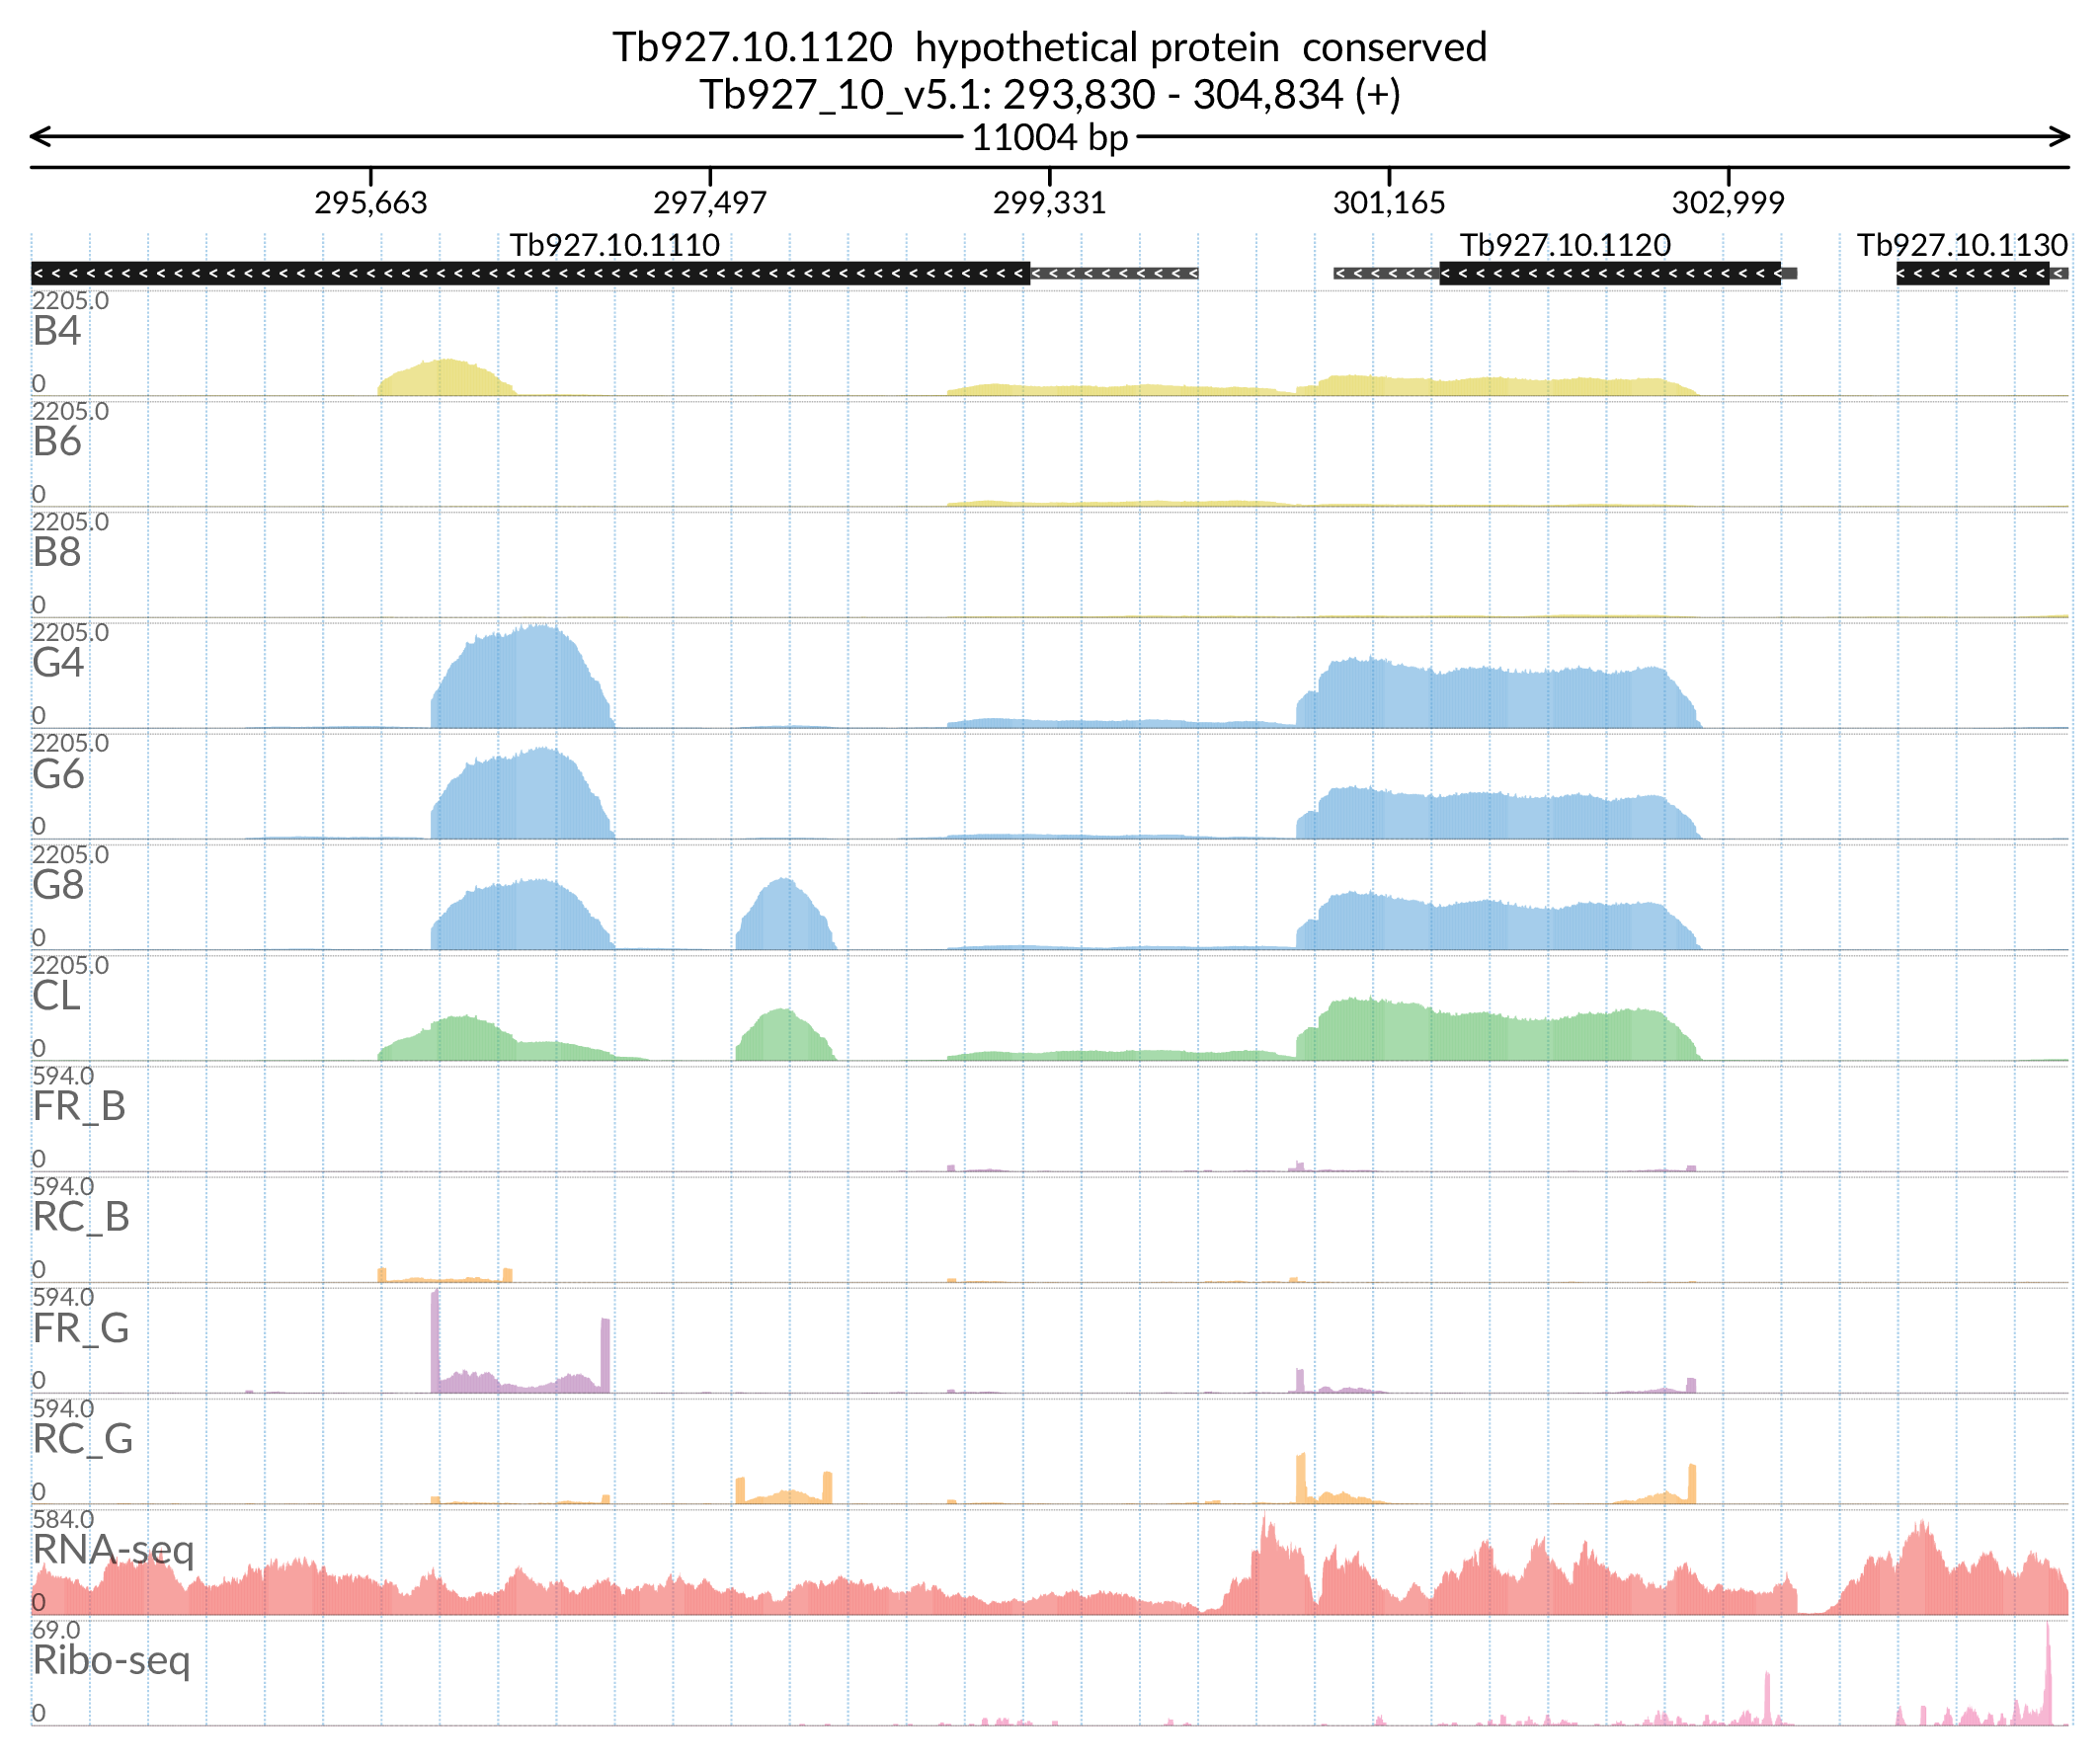 Tb927.10.1120  hypothetical protein  conserved
Tb927_10_v5.1: 293,830 - 304,834 (+)
11004 bp
295,663 297,497 299,331 301,165 302,999
Tb927.10.1110 Tb927.10.1120 Tb927.10.1130
2205.0
B4
0
2205.0
B6
0
2205.0
B8
0
2205.0
G4
0
2205.0
G6
0
2205.0
G8
0
2205.0
CL
0
594.0
FR_B
0
594.0
RC_B
0
594.0
FR_G
0
594.0
RC_G
0
584.0
RNA-seq
0
69.0
Ribo-seq
0